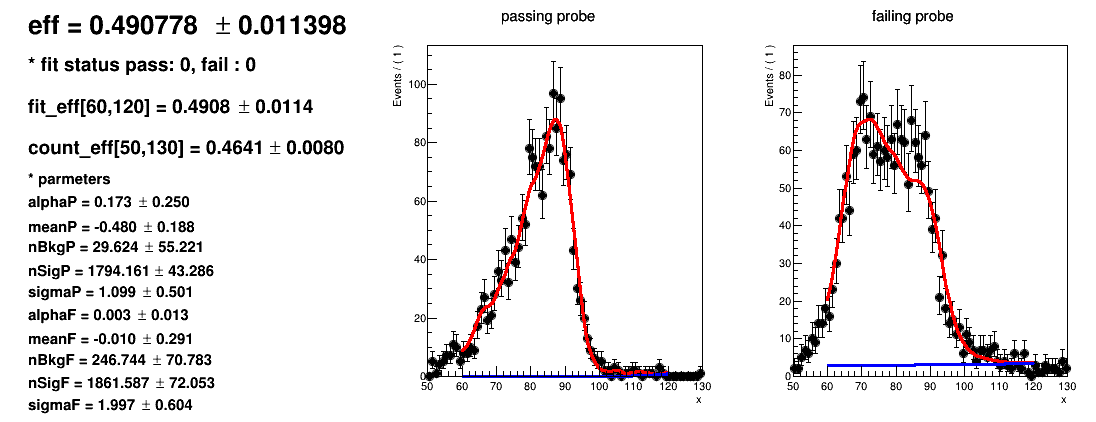 eff = 0.490778 ± 0.011398
* fit status pass: 0, fail : 0
fit_eff[60,120] = 0.4908 ± 0.0114
count_eff[50,130] = 0.4641 ± 0.0080
* parmeters
alphaP = 0.173 ± 0.250
meanP = -0.480 ± 0.188
nBkgP = 29.624 ± 55.221
nSigP = 1794.161 ± 43.286
sigmaP = 1.099 ± 0.501
alphaF = 0.003 ± 0.013
meanF = -0.010 ± 0.291
nBkgF = 246.744 ± 70.783
nSigF = 1861.587 ± 72.053
sigmaF = 1.997 ± 0.604
passing probe
Events / ( 1 )
100
80
60
40
20
0
50 60 70 80 90 100 110 120 130
x
failing probe
Events / ( 1 )
80
70
60
50
40
30
20
10
0
50 60 70 80 90 100 110 120 130
x